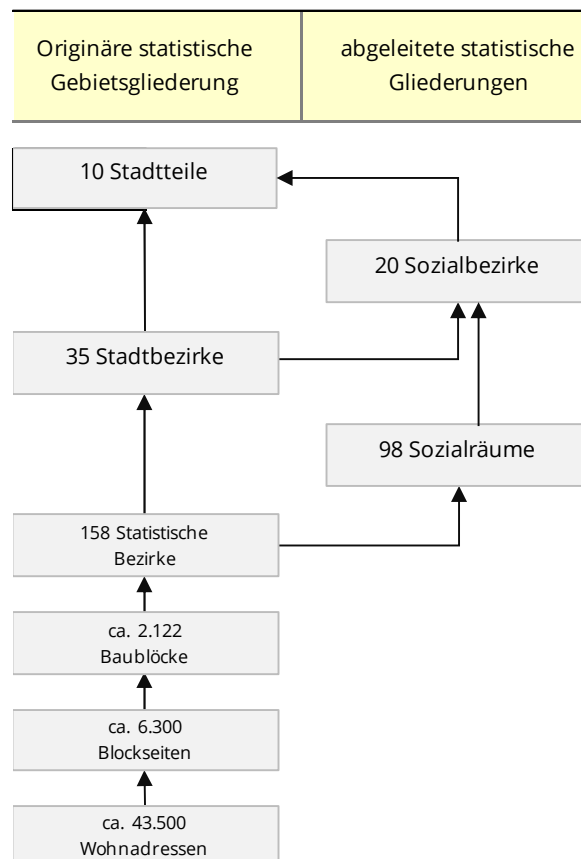 Originäre statistische
Gebietsgliederung
abgeleitete statistische
Gliederungen
10 Stadtteile
20 Sozialbezirke
35 Stadtbezirke
98 Sozialräume
158 Statistische
Bezirke
ca. 2.122
Baublöcke
ca. 6.300
Blockseiten
ca. 43.500
Wohnadressen